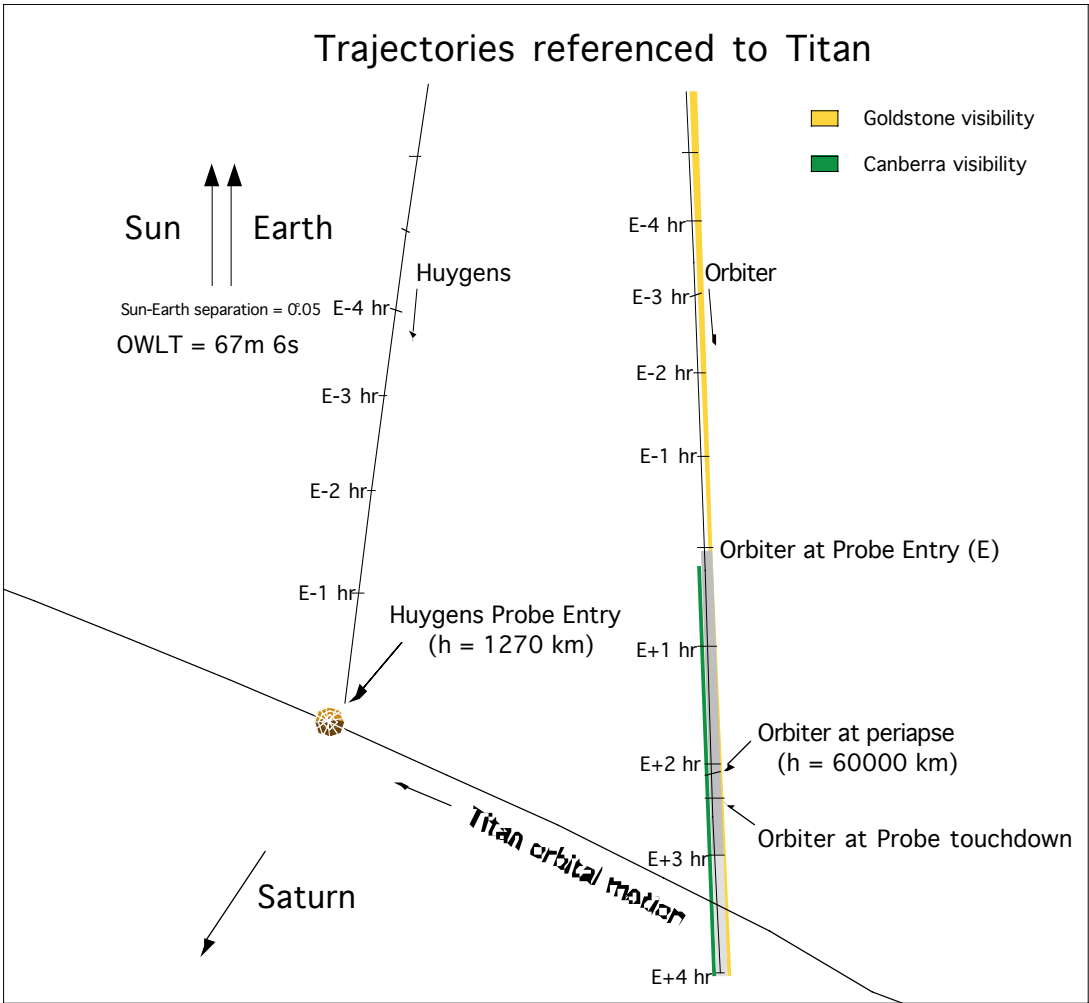 Trajectories referenced to Titan
Goldstone visibility
Canberra visibility
Sun
Earth
Sun-Earth separation = 0°.05
OWLT = 67m 6s
Huygens
E-4 hr
E-3 hr
E-2 hr
E-1 hr
Huygens Probe Entry
(h = 1270 km)
E-4 hr
Orbiter
E-3 hr
E-2 hr
E-1 hr
Orbiter at Probe Entry (E)
E+1 hr
Orbiter at periapse
(h = 60000 km)
E+2 hr
Orbiter at Probe touchdown
E+3 hr
E+4 hr
Titan orbital motion
Saturn